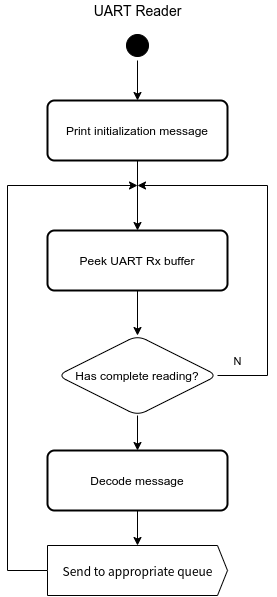 UART Reader
Print initialization message
Peek UART Rx buffer
Has complete reading?
N
Decode message
Send to appropriate queue